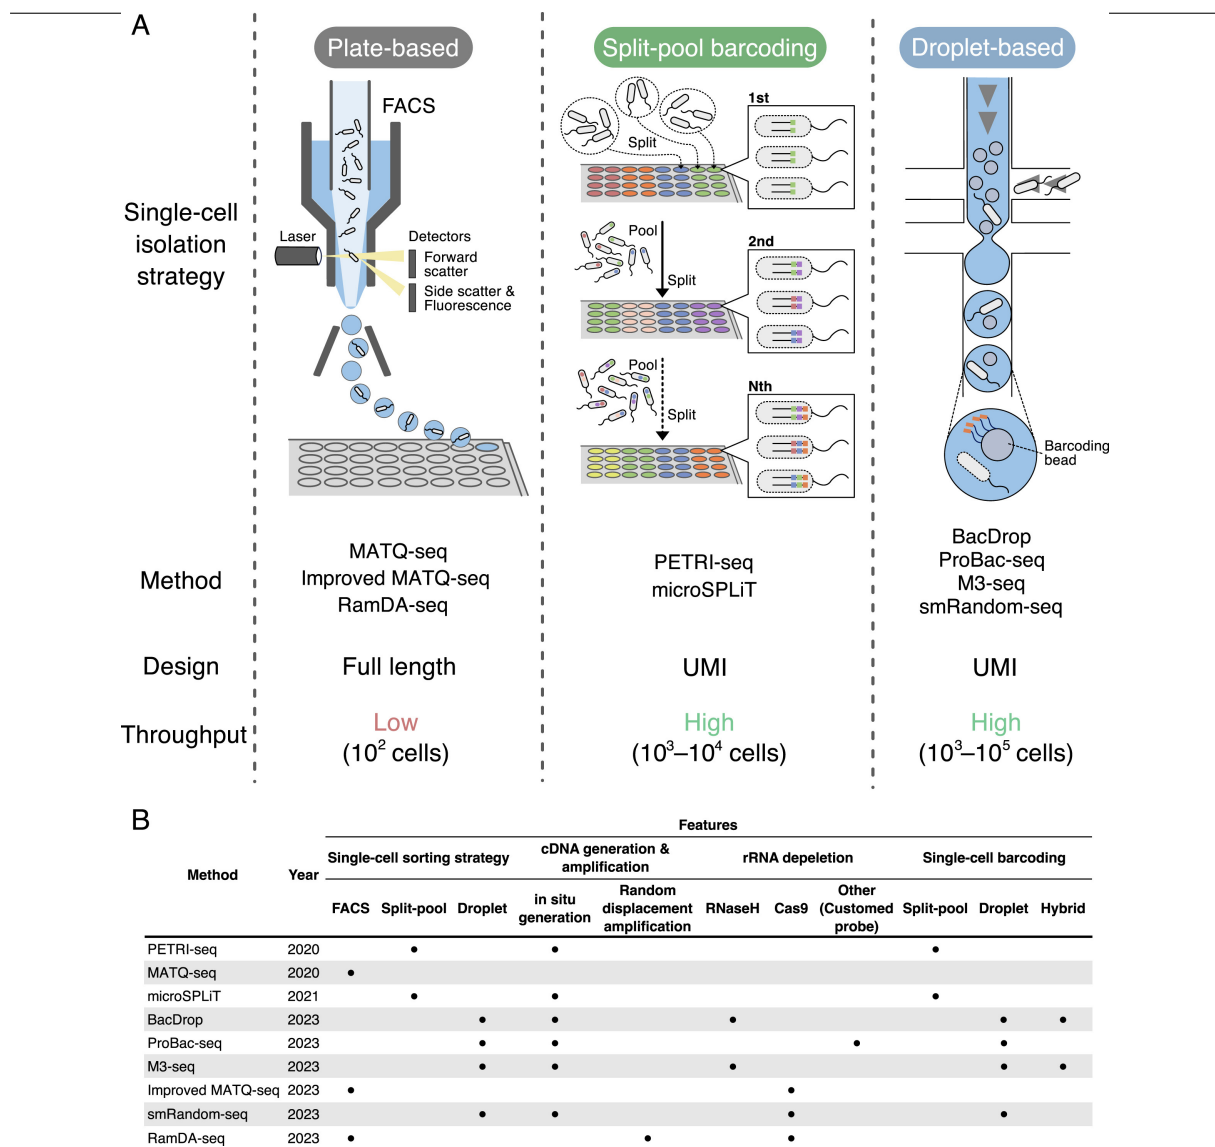 A
Plate-based
Split-pool barcoding
Droplet-based
Single-cell
isolation
strategy
FACS
Laser
Detectors
Forward
scatter
Side scatter &
Fluorescence
Split
1st
Pool
Split
2nd
Pool
Split
Nth
Barcoding
bead
Method
MATQ-seq
Improved MATQ-seq
RamDA-seq
PETRI-seq
microSPLiT
BacDrop
ProBac-seq
M3-seq
smRandom-seq
Design
Full length
UMI
UMI
Throughput
Low
(10² cells)
High
(10³–10⁴ cells)
High
(10³–10⁵ cells)
B
Features
Method Year Single-cell sorting strategy cDNA generation & amplification rRNA depeletion Single-cell barcoding
FACS Split-pool Droplet in situ generation Random displacement amplification RNaseH Cas9 Other (Customed probe) Split-pool Droplet Hybrid
PETRI-seq 2020 • • •
MATQ-seq 2020 •
microSPLiT 2021 • • •
BacDrop 2023 • • • • •
ProBac-seq 2023 • • • •
M3-seq 2023 • • • • •
Improved MATQ-seq 2023 • •
smRandom-seq 2023 • • • •
RamDA-seq 2023 • • •